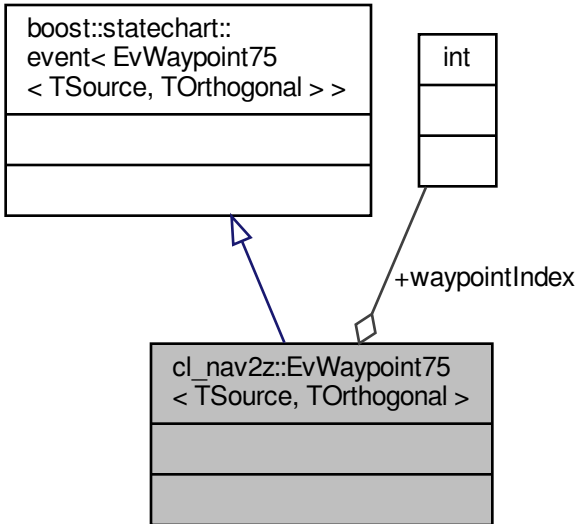 boost::statechart::
event< EvWaypoint75
< TSource, TOrthogonal > >
int
+waypointIndex
cl_nav2z::EvWaypoint75
< TSource, TOrthogonal >